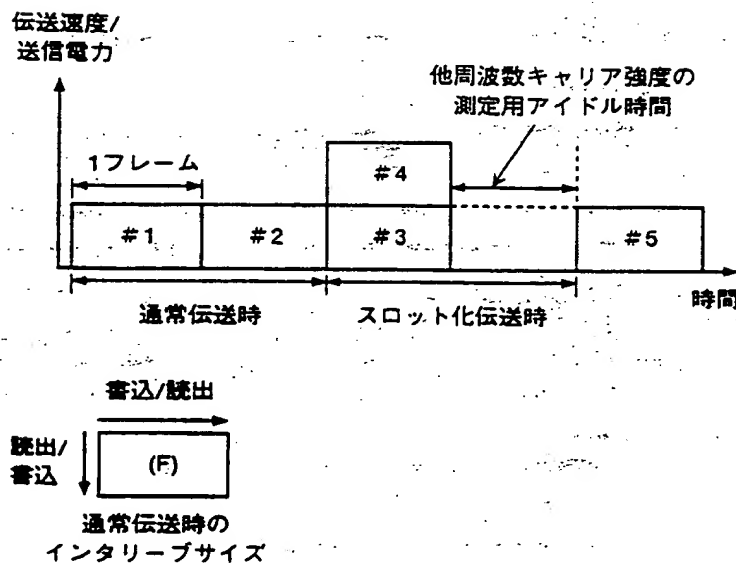 伝送速度/
送信電力
他周波数キャリア強度の
測定用アイドル時間
1フレーム
#4
#1
#2
#3
#5
時間
通常伝送時
スロット化伝送時
書込/読出
読出/
書込
(F)
通常伝送時の
インタリーブサイズ